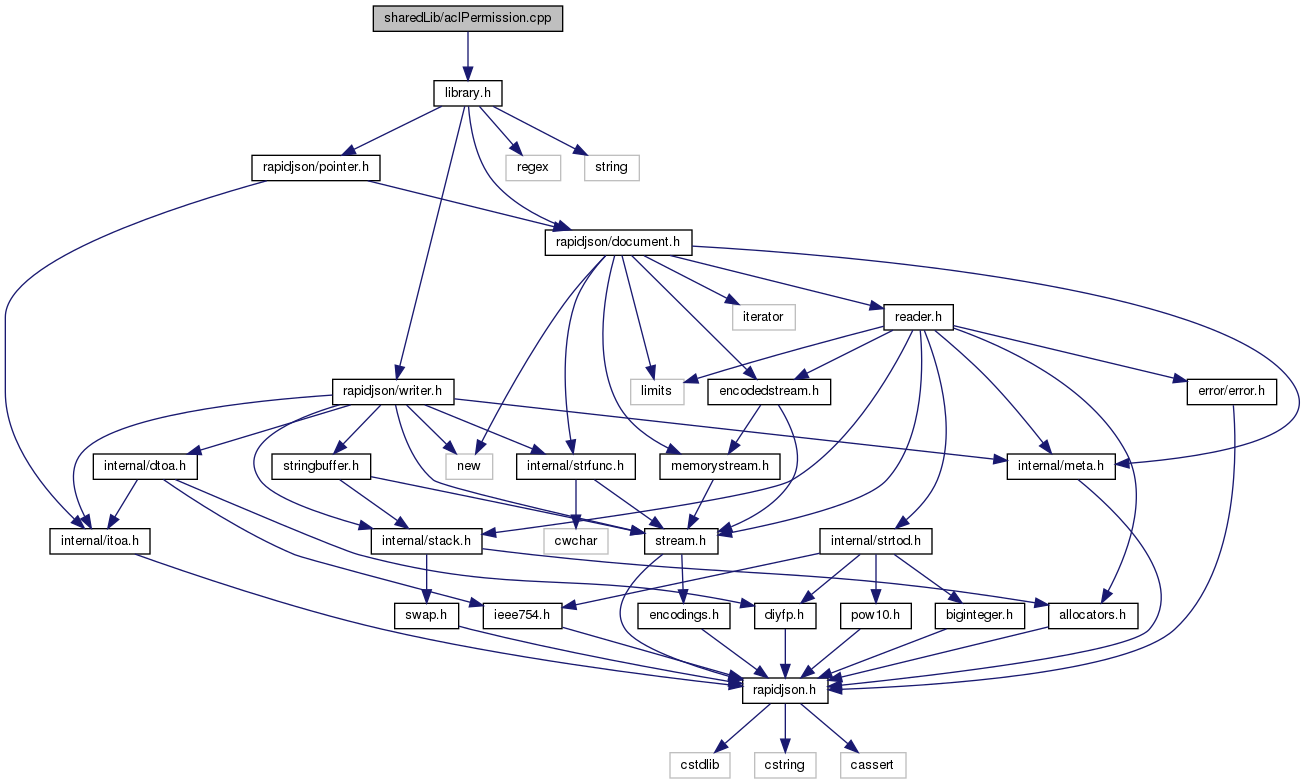 sharedLib/aclPermission.cpp
library.h
rapidjson/pointer.h
regex
string
rapidjson/document.h
iterator
reader.h
rapidjson/writer.h
limits
encodedstream.h
error/error.h
internal/dtoa.h
stringbuffer.h
new
internal/strfunc.h
memorystream.h
internal/meta.h
internal/itoa.h
internal/stack.h
cwchar
stream.h
internal/strtod.h
swap.h
ieee754.h
encodings.h
diyfp.h
pow10.h
biginteger.h
allocators.h
rapidjson.h
cstdlib
cstring
cassert